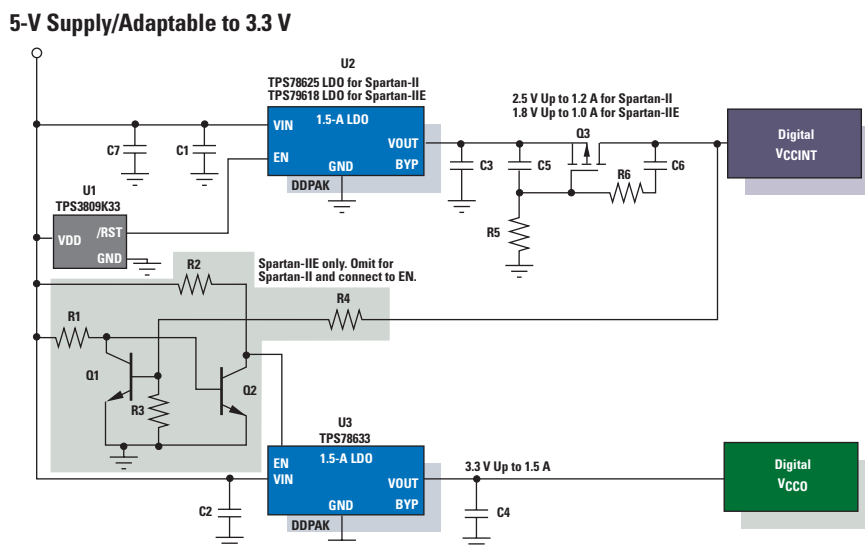 5-V Supply/Adaptable to 3.3 V
U2
TPS78625 LDO for Spartan-II
TPS79618 LDO for Spartan-IIE
VIN
1.5-A LDO
VOUT
EN
GND
BYP
DDPAK
2.5 V Up to 1.2 A for Spartan-II
1.8 V Up to 1.0 A for Spartan-IIE
Q3
Digital
VCCINT
C7
C1
C3
C5
R6
C6
R5
U1
TPS3809K33
VDD
/RST
GND
R2
Spartan-IIE only. Omit for
Spartan-II and connect to EN.
R4
R1
Q1
R3
Q2
U3
TPS78633
EN
1.5-A LDO
VIN
VOUT
GND
BYP
DDPAK
3.3 V Up to 1.5 A
Digital
VCCO
C2
C4